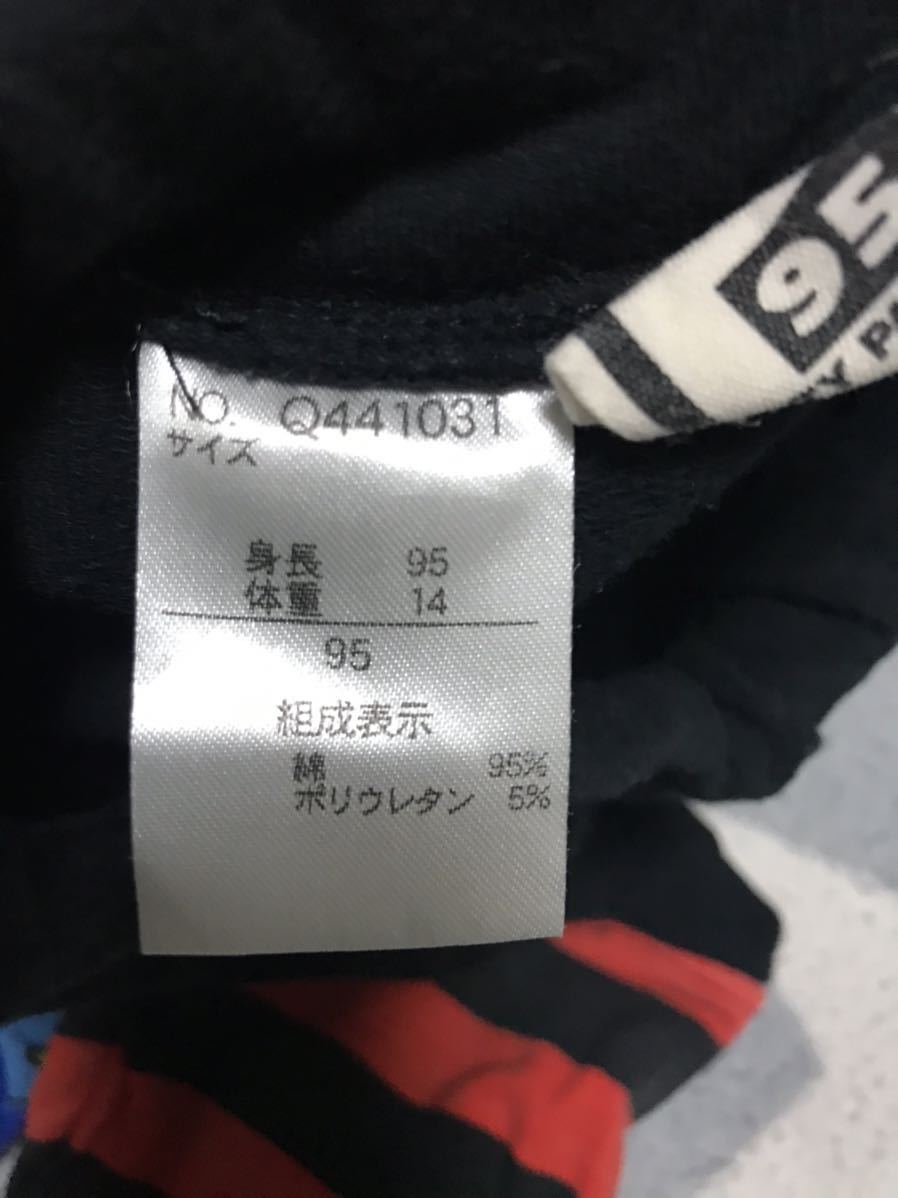 NO. Q441031
サイズ
身長 95
体重 14
95
組成表示
綿 95%
ポリウレタン 5%
95